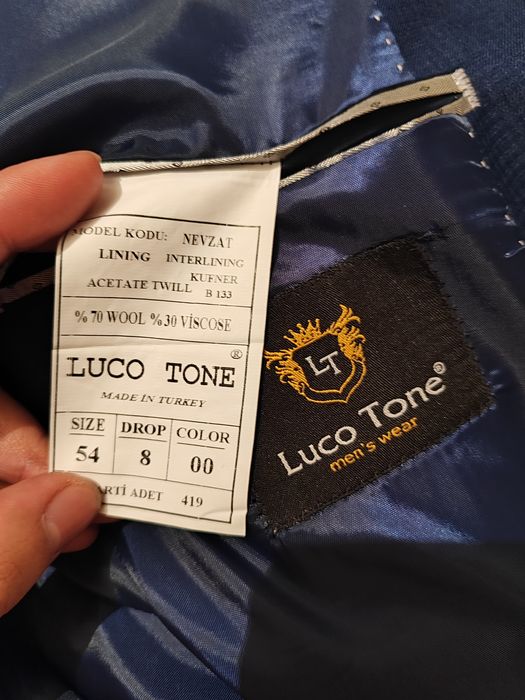 MODEL KODU: NEVZAT
LINING INTERLINING
ACETATE TWILL KUFNER
B 133
% 70 WOOL % 30 VİSCOSE
LUCO TONE ®
MADE İN TURKEY
SIZE DROP COLOR
54 8 00
ARTİ ADET 419
LT
Luco Tone®
men's wear